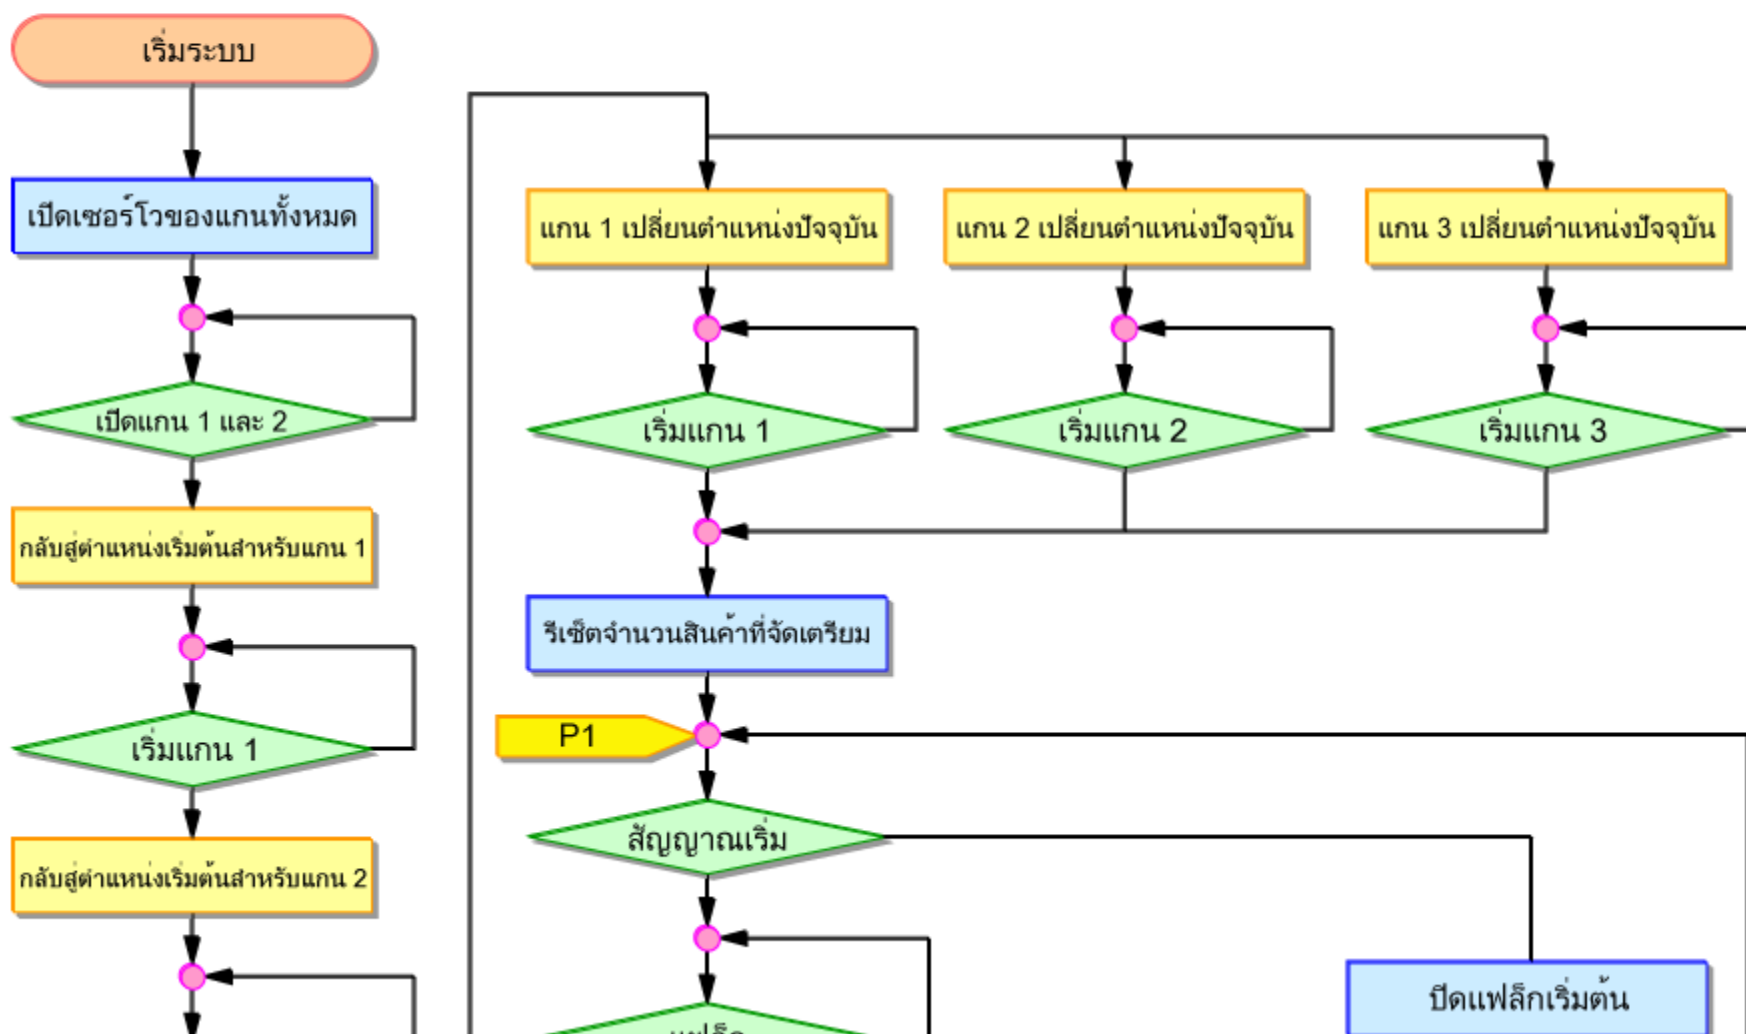 เริ่มระบบ
เปิดเซอร์โวของแกนทั้งหมด
เปิดแกน 1 และ 2
กลับสู่ตำแหน่งเริ่มต้นสำหรับแกน 1
เริ่มแกน 1
กลับสู่ตำแหน่งเริ่มต้นสำหรับแกน 2
แกน 1 เปลี่ยนตำแหน่งปัจจุบัน
แกน 2 เปลี่ยนตำแหน่งปัจจุบัน
แกน 3 เปลี่ยนตำแหน่งปัจจุบัน
เริ่มแกน 1
เริ่มแกน 2
เริ่มแกน 3
รีเซ็ตจำนวนสินค้าที่จัดเตรียม
P1
สัญญาณเริ่ม
ปิดแฟล็กเริ่มต้น